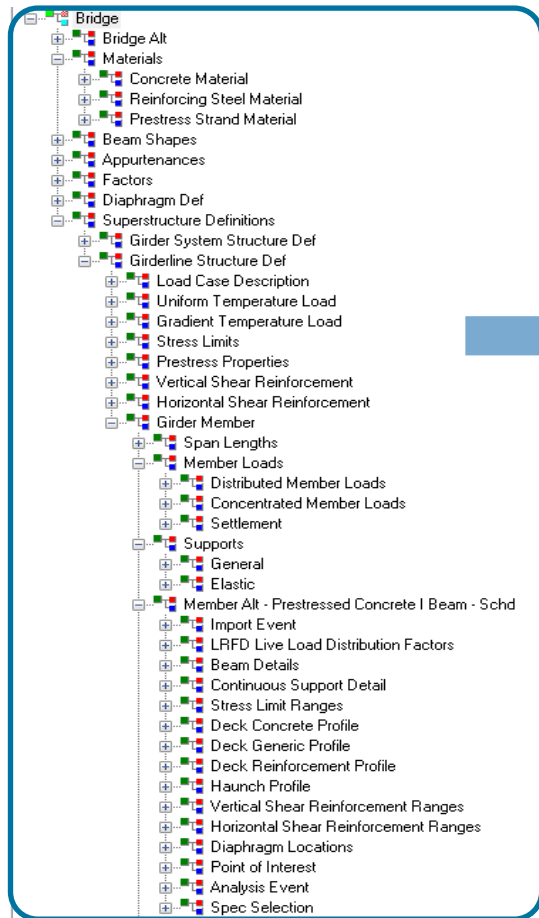 Bridge
Bridge Alt
Materials
Concrete Material
Reinforcing Steel Material
Prestress Strand Material
Beam Shapes
Appurtenances
Factors
Diaphragm Def
Superstructure Definitions
Girder System Structure Def
Girderline Structure Def
Load Case Description
Uniform Temperature Load
Gradient Temperature Load
Stress Limits
Prestress Properties
Vertical Shear Reinforcement
Horizontal Shear Reinforcement
Girder Member
Span Lengths
Member Loads
Distributed Member Loads
Concentrated Member Loads
Settlement
Supports
General
Elastic
Member Alt - Prestressed Concrete I Beam - Schd
Import Event
LRFD Live Load Distribution Factors
Beam Details
Continuous Support Detail
Stress Limit Ranges
Deck Concrete Profile
Deck Generic Profile
Deck Reinforcement Profile
Haunch Profile
Vertical Shear Reinforcement Ranges
Horizontal Shear Reinforcement Ranges
Diaphragm Locations
Point of Interest
Analysis Event
Spec Selection